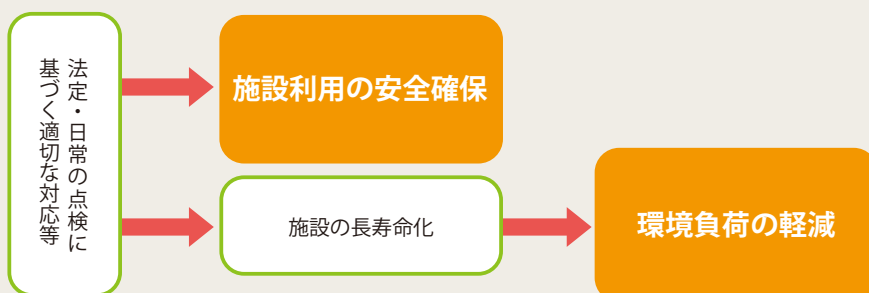 法定・日常の点検に
基づく適切な対応等
施設利用の安全確保
施設の長寿命化
環境負荷の軽減